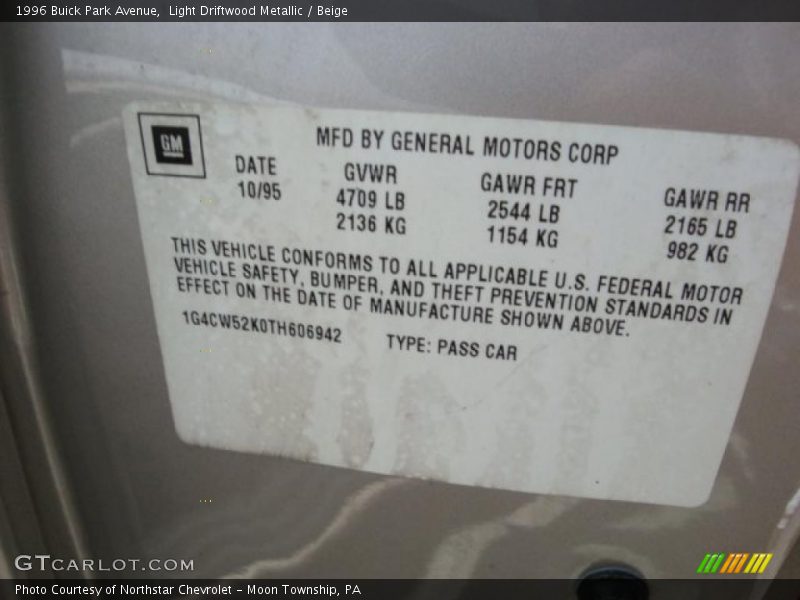 1996 Buick Park Avenue,  Light Driftwood Metallic / Beige
GM
MFD BY GENERAL MOTORS CORP
DATE GVWR GAWR FRT GAWR RR
10/95 4709 LB 2544 LB 2165 LB
2136 KG 1154 KG 982 KG
THIS VEHICLE CONFORMS TO ALL APPLICABLE U.S. FEDERAL MOTOR
VEHICLE SAFETY, BUMPER, AND THEFT PREVENTION STANDARDS IN
EFFECT ON THE DATE OF MANUFACTURE SHOWN ABOVE.
1G4CW52K0TH606942 TYPE: PASS CAR
GTCARLOT.COM
Photo Courtesy of Northstar Chevrolet - Moon Township, PA